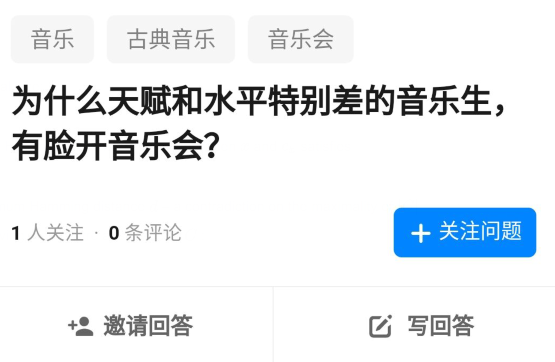 音乐 古典音乐 音乐会
为什么天赋和水平特别差的音乐生，
有脸开音乐会？
1 人关注 · 0 条评论 + 关注问题
邀请回答 写回答